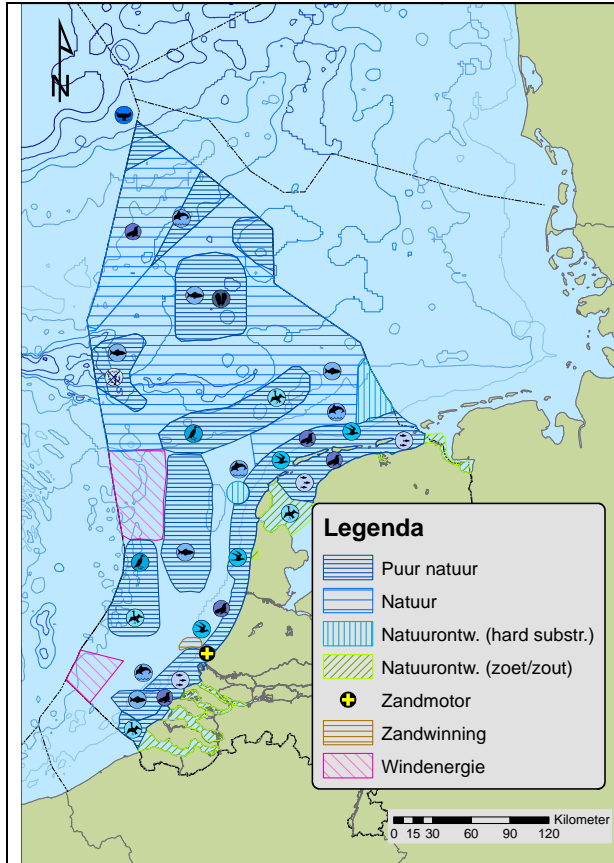 N
Legenda
Puur natuur
Natuur
Natuurontw. (hard substr.)
Natuurontw. (zoet/zout)
Zandmotor
Zandwinning
Windenergie
Kilometer
0 15 30 60 90 120